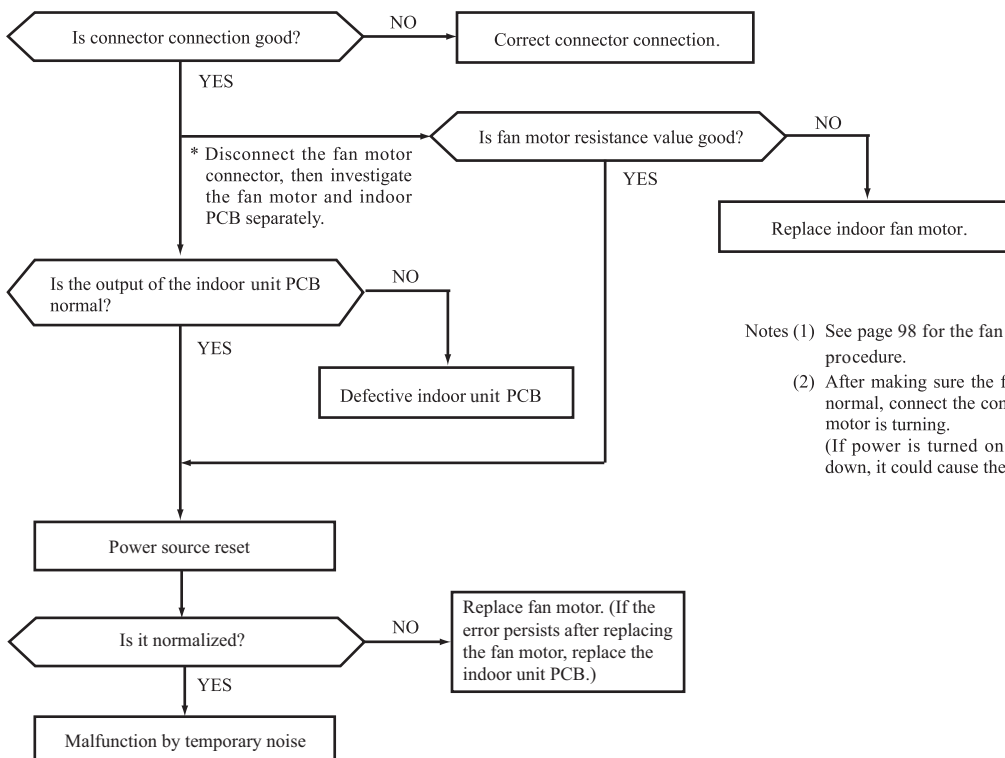 Is connector connection good?
NO
Correct connector connection.
YES
Is fan motor resistance value good?
NO
* Disconnect the fan motor
connector, then investigate
the fan motor and indoor
PCB separately.
YES
Replace indoor fan motor.
Is the output of the indoor unit PCB
normal?
NO
YES
Defective indoor unit PCB
Notes (1) See page 98 for the fan
procedure.
(2) After making sure the
normal, connect the
motor is turning.
(If power is turned on
down, it could cause the
Power source reset
Is it normalized?
NO
Replace fan motor. (If the
error persists after replacing
the fan motor, replace the
indoor unit PCB.)
YES
Malfunction by temporary noise